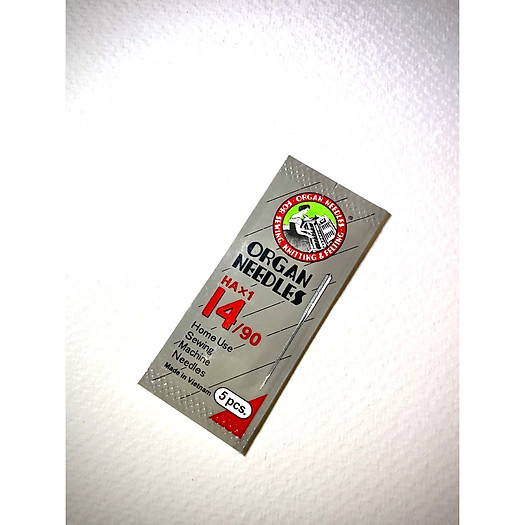 ORGAN NEEDLES
FOR SEWING KNITTING & FELTING
®
ORGAN
NEEDLES
HA×1
14/90
Home Use
Sewing
Machine
Needles
Made in Vietnam
5 pcs.